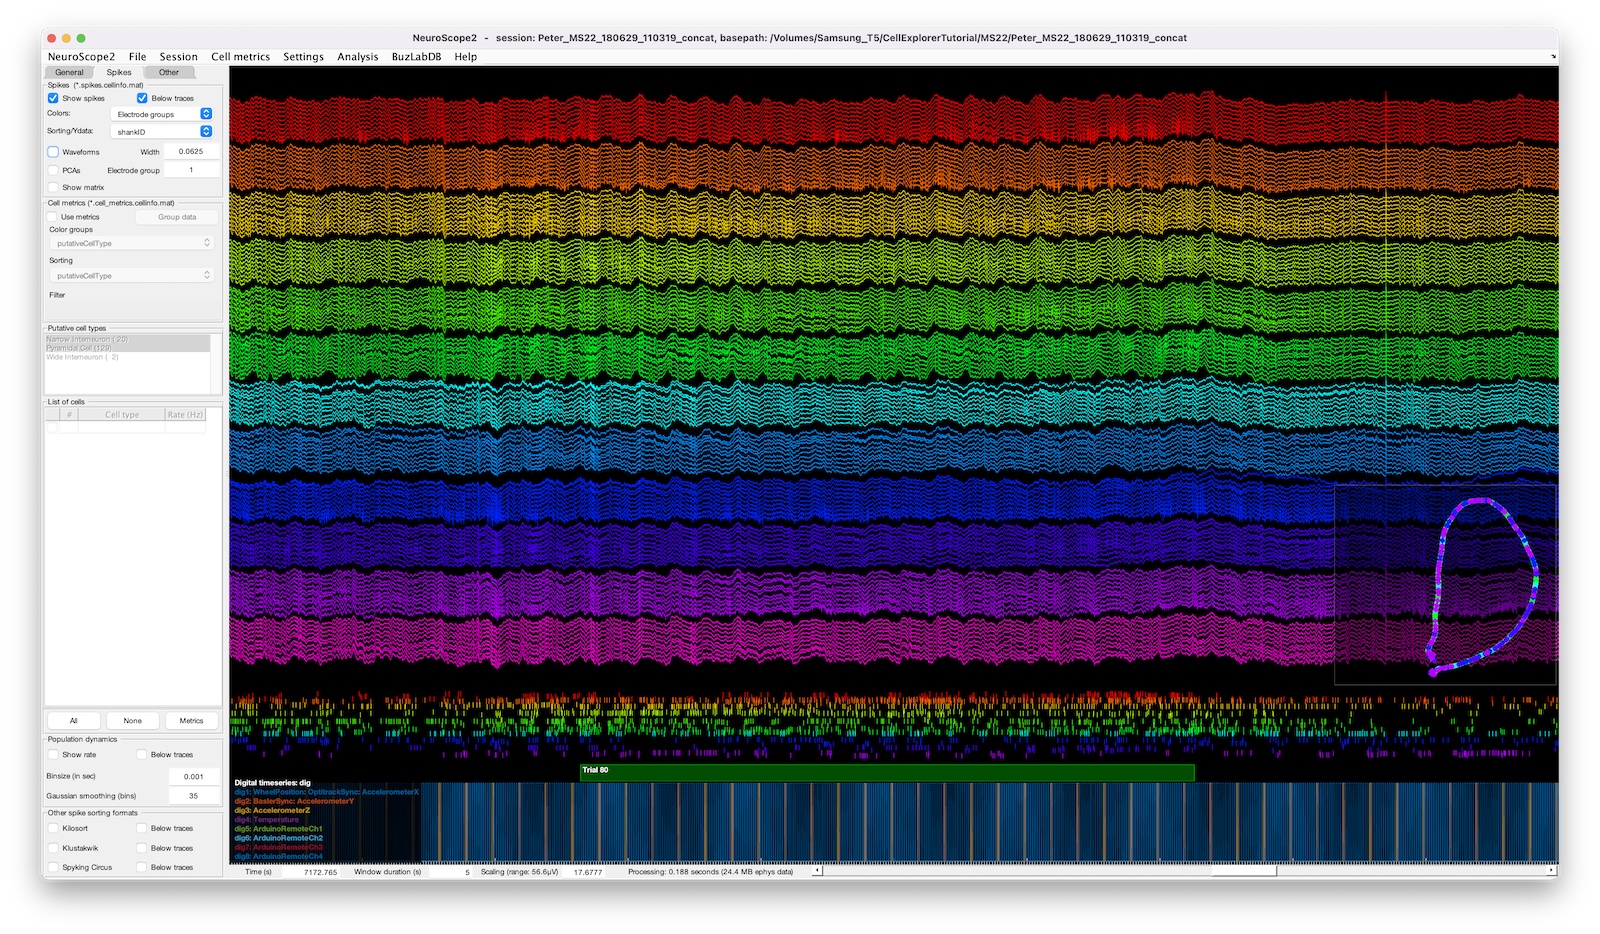 NeuroScope2 - session: Peter_MS22_180629_110319_concat, basepath: /Volumes/Samsung_T5/CellExplorerTutorial/MS22/Peter_MS22_180629_110319_concat
NeuroScope2 File Session Cell metrics Settings Analysis BuzLabDB Help
General Spikes Other
Spikes (*.spikes.cellinfo.mat)
Show spikes Below traces
Colors: Electrode groups
Sorting/Ydata: shankID
Waveforms Width 0.0625
PCAs Electrode group 1
Show matrix
Cell metrics (*.cell_metrics.cellinfo.mat)
Use metrics Group data
Color groups
putativeCellType
Sorting
putativeCellType
Filter
Putative cell types
Narrow Interneuron ( 20)
Pyramidal Cell (129)
Wide Interneuron ( 2)
List of cells
# Cell type Rate (Hz)
All None Metrics
Population dynamics
Show rate Below traces
Binsize (in sec) 0.001
Gaussian smoothing (bins) 35
Other spike sorting formats
Kilosort Below traces
Klustakwik Below traces
Spyking Circus Below traces
Trial 80
Digital timeseries: dig
dig1: WheelPosition: OptitrackSync: AccelerometerX
dig2: BaslerSync: AccelerometerY
dig3: AccelerometerZ
dig4: Temperature
dig5: ArduinoRemoteCh1
dig6: ArduinoRemoteCh2
dig7: ArduinoRemoteCh3
dig8: ArduinoRemoteCh4
Time (s) 7172.765 Window duration (s) 5 Scaling (range: 56.6µV) 17.6777 Processing: 0.188 seconds (24.4 MB ephys data)